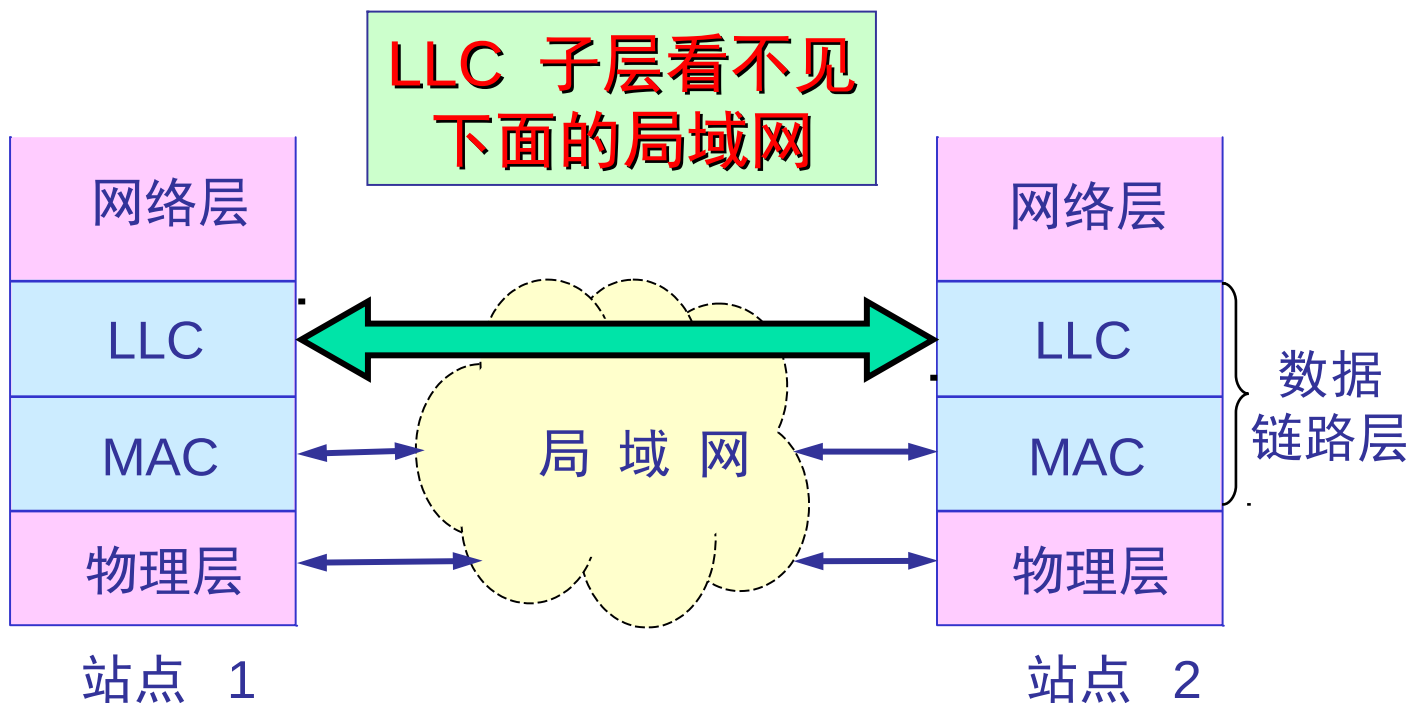 LLC 子层看不见
下面的局域网
网络层
LLC
MAC
物理层
站点 1
局 域 网
网络层
LLC
MAC
物理层
站点 2
数据
链路层